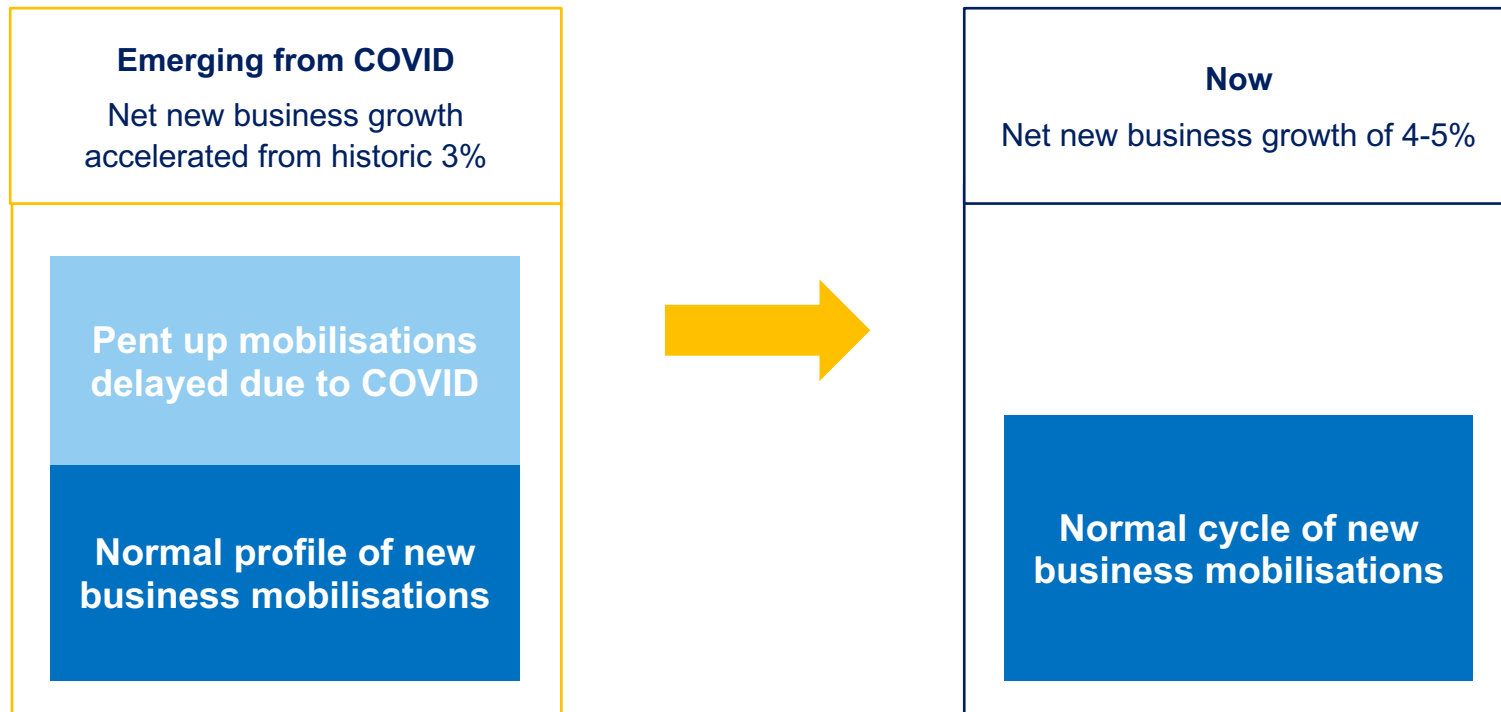 Emerging from COVID
Net new business growth
accelerated from historic 3%
Pent up mobilisations
delayed due to COVID
Normal profile of new
business mobilisations
Now
Net new business growth of 4-5%
Normal cycle of new
business mobilisations